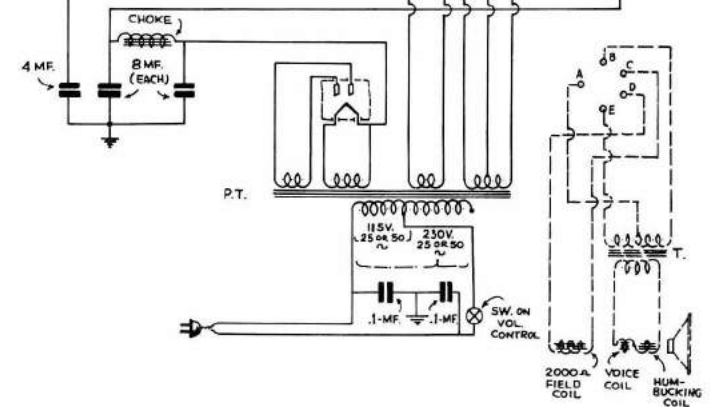 CHOKE
4 MF.
8 MF.
(EACH)
B
C
A
D
E
P.T.
115V.
25 OR 50
~
230V.
25 OR 50
~
T.
.1-MF.
.1-MF.
SW. ON
VOL.
CONTROL
2000Ω
FIELD
COIL
VOICE
COIL
HUM-
BUCKING
COIL